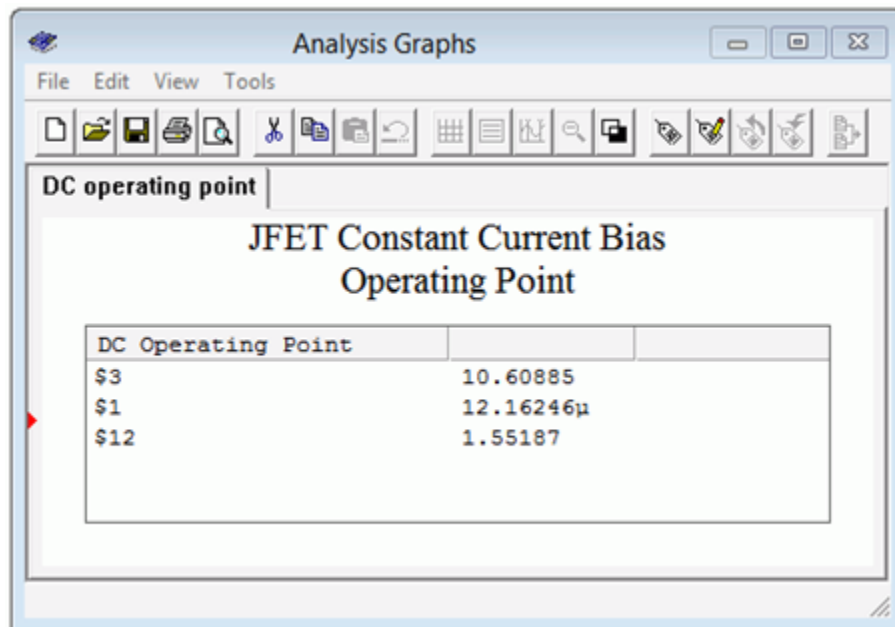 Analysis Graphs
File Edit View Tools
DC operating point
JFET Constant Current Bias
Operating Point
DC Operating Point
$3 10.60885
$1 12.16246µ
$12 1.55187